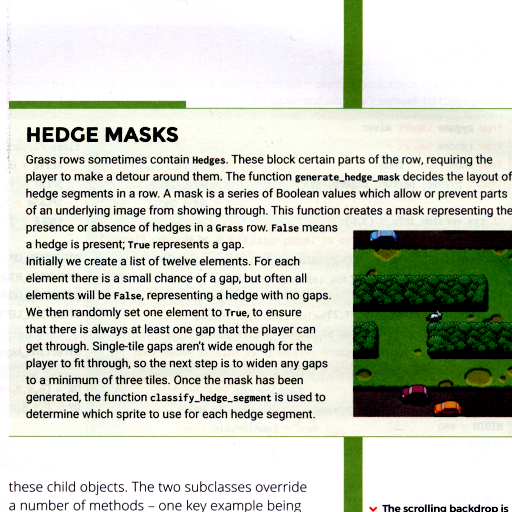 HEDGE MASKS
Grass rows sometimes contain Hedges. These block certain parts of the row, requiring the
player to make a detour around them. The function generate_hedge_mask decides the layout of
hedge segments in a row. A mask is a series of Boolean values which allow or prevent parts
of an underlying image from showing through. This function creates a mask representing the
presence or absence of hedges in a Grass row. False means
a hedge is present; True represents a gap.
Initially we create a list of twelve elements. For each
element there is a small chance of a gap, but often all
elements will be False, representing a hedge with no gaps.
We then randomly set one element to True, to ensure
that there is always at least one gap that the player can
get through. Single-tile gaps aren't wide enough for the
player to fit through, so the next step is to widen any gaps
to a minimum of three tiles. Once the mask has been
generated, the function classify_hedge_segment is used to
determine which sprite to use for each hedge segment.
these child objects. The two subclasses override
a number of methods – one key example being
The scrolling backdrop is